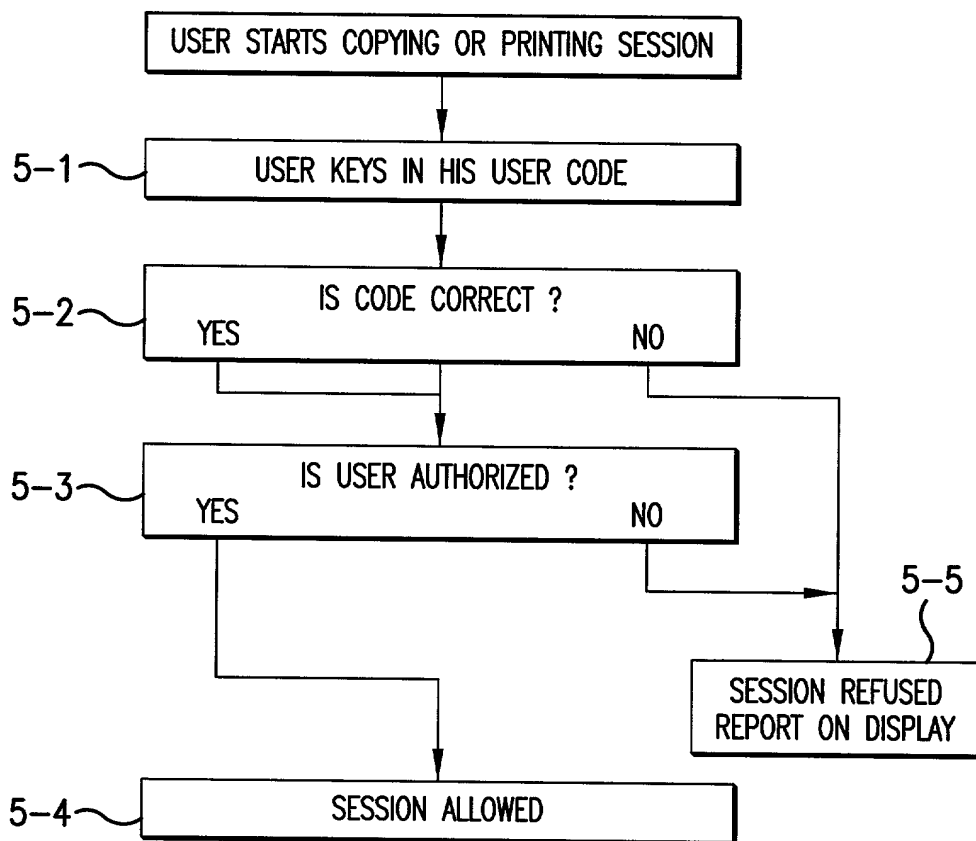 USER STARTS COPYING OR PRINTING SESSION
5-1
USER KEYS IN HIS USER CODE
5-2
IS CODE CORRECT ?
YES
NO
5-3
IS USER AUTHORIZED ?
YES
NO
5-5
SESSION REFUSED
REPORT ON DISPLAY
5-4
SESSION ALLOWED